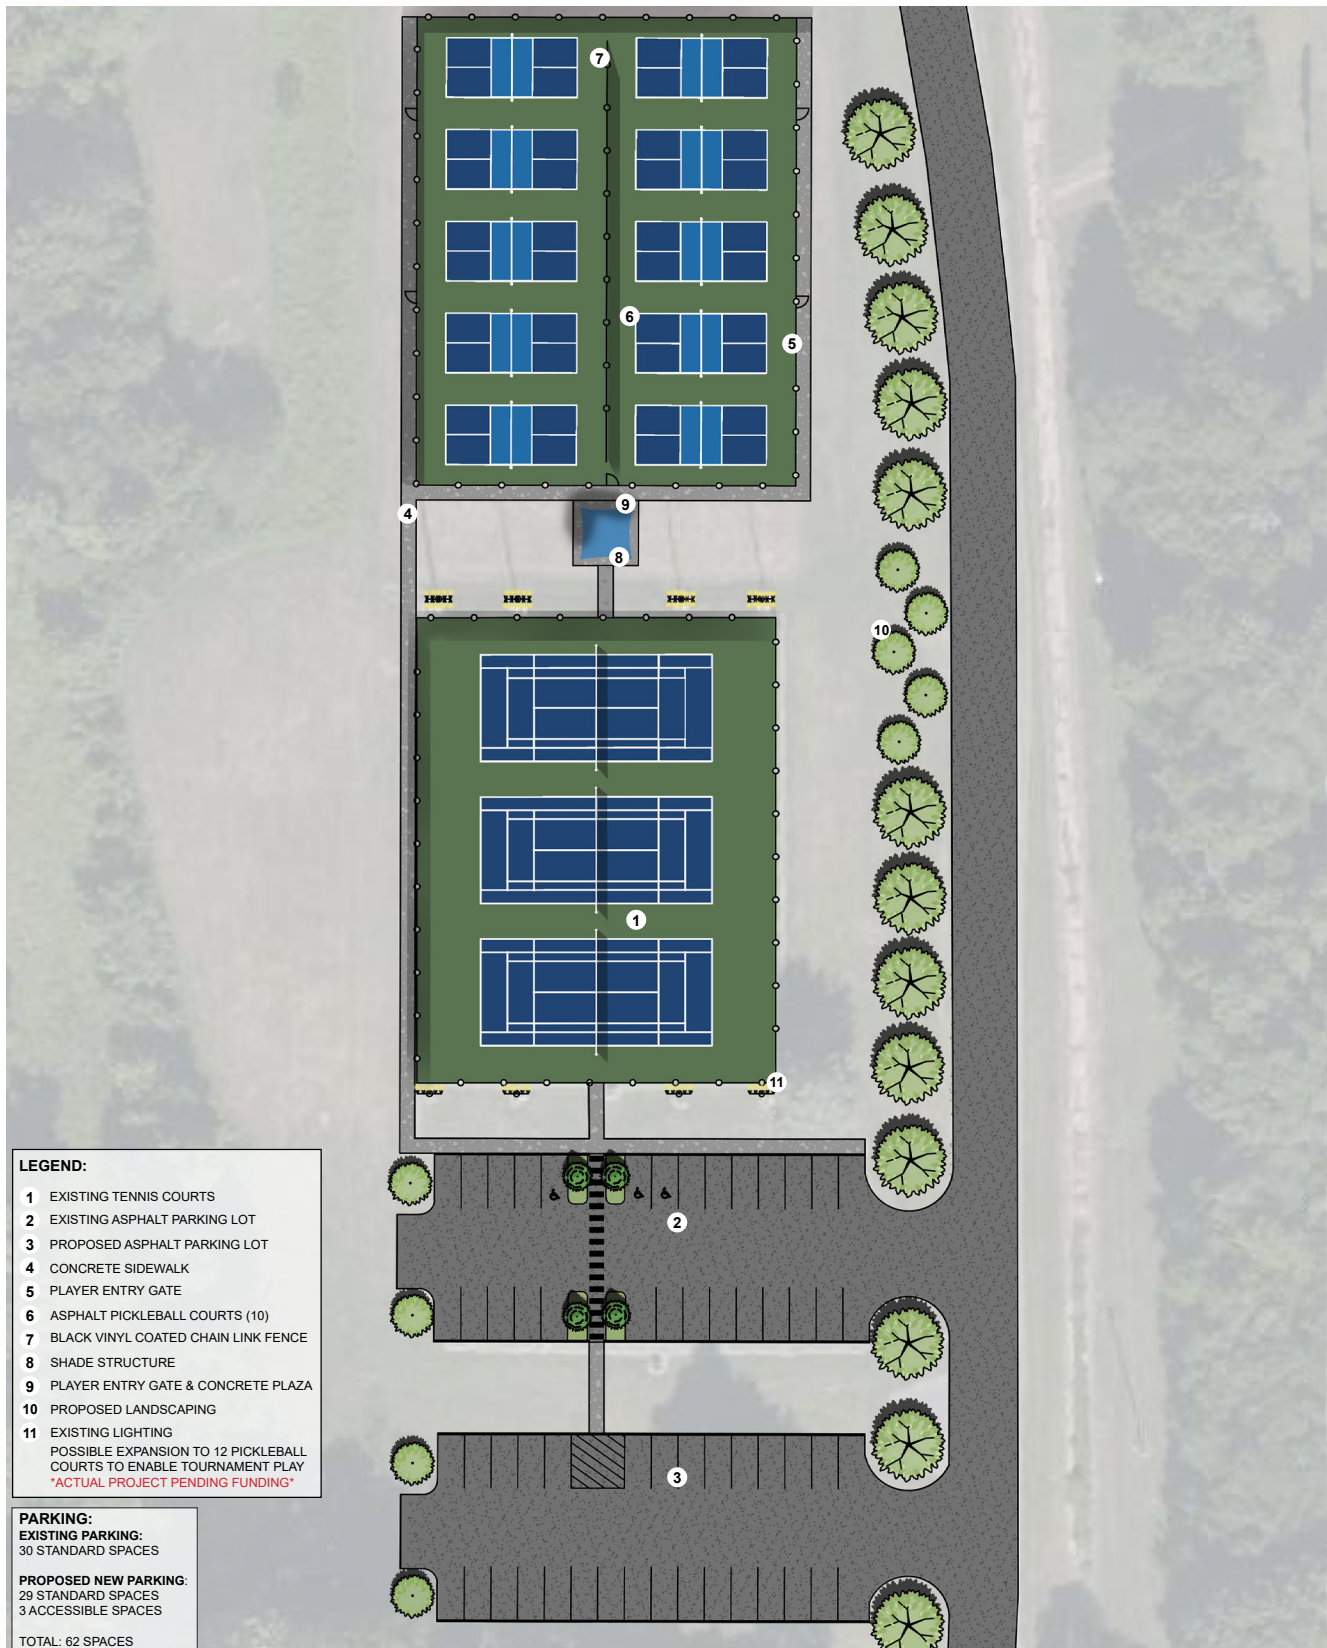 7
6
5
9
4
8
10
1
11
2
3
LEGEND:
1 EXISTING TENNIS COURTS
2 EXISTING ASPHALT PARKING LOT
3 PROPOSED ASPHALT PARKING LOT
4 CONCRETE SIDEWALK
5 PLAYER ENTRY GATE
6 ASPHALT PICKLEBALL COURTS (10)
7 BLACK VINYL COATED CHAIN LINK FENCE
8 SHADE STRUCTURE
9 PLAYER ENTRY GATE & CONCRETE PLAZA
10 PROPOSED LANDSCAPING
11 EXISTING LIGHTING
POSSIBLE EXPANSION TO 12 PICKLEBALL
COURTS TO ENABLE TOURNAMENT PLAY
*ACTUAL PROJECT PENDING FUNDING*
PARKING:
EXISTING PARKING:
30 STANDARD SPACES
PROPOSED NEW PARKING:
29 STANDARD SPACES
3 ACCESSIBLE SPACES
TOTAL: 62 SPACES